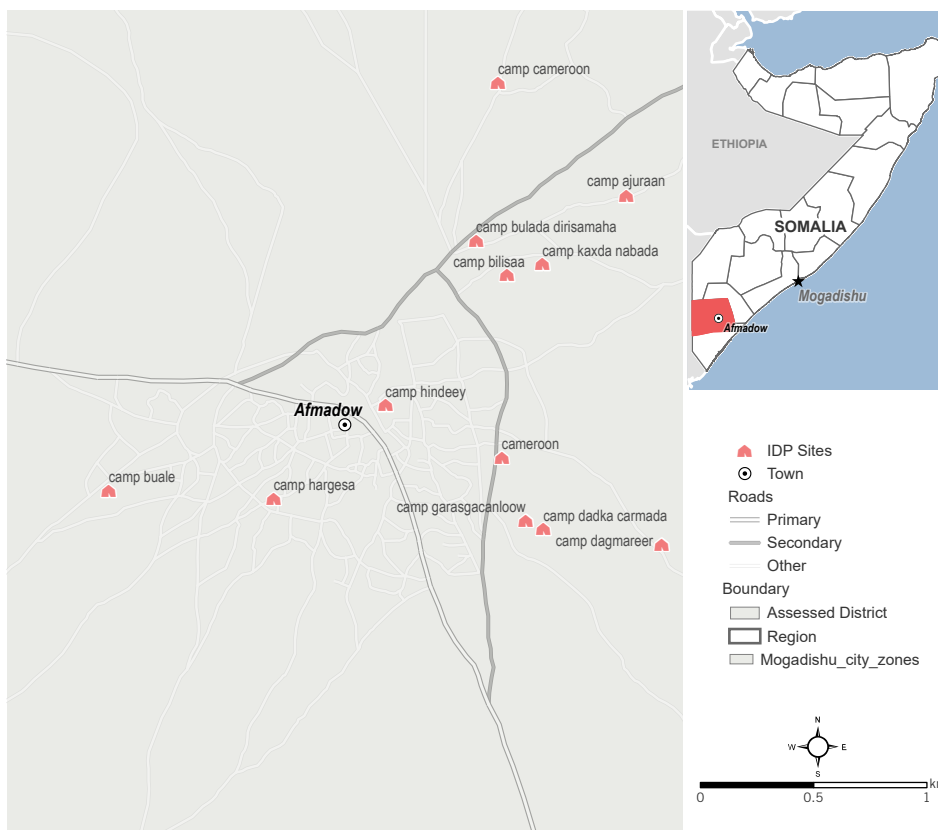 camp cameroon
camp ajuraan
camp bulada dirisamaha
camp kaxda nabada
camp bilisaa
camp hindeey
Afmadow
cameroon
camp buale
camp hargesa
camp garasgacanloow
camp dadka carmada
camp dagmareer
ETHIOPIA
SOMALIA
Mogadishu
Afmadow
IDP Sites
Town
Roads
Primary
Secondary
Other
Boundary
Assessed District
Region
Mogadishu_city_zones
N
W E
S
km
0 0.5 1